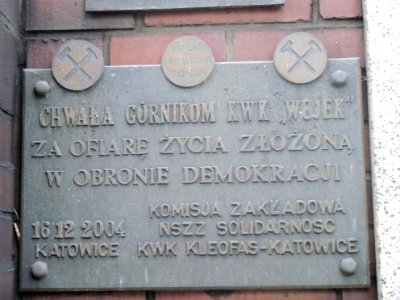 CHWAŁA GÓRNIKOM KWK „WUJEK"
ZA OFIARĘ ŻYCIA ZŁOŻONĄ
W OBRONIE DEMOKRACJI
16.12.2004
KATOWICE
KOMISJA ZAKŁADOWA
NSZZ SOLIDARNOŚĆ
KWK KLEOFAS-KATOWICE